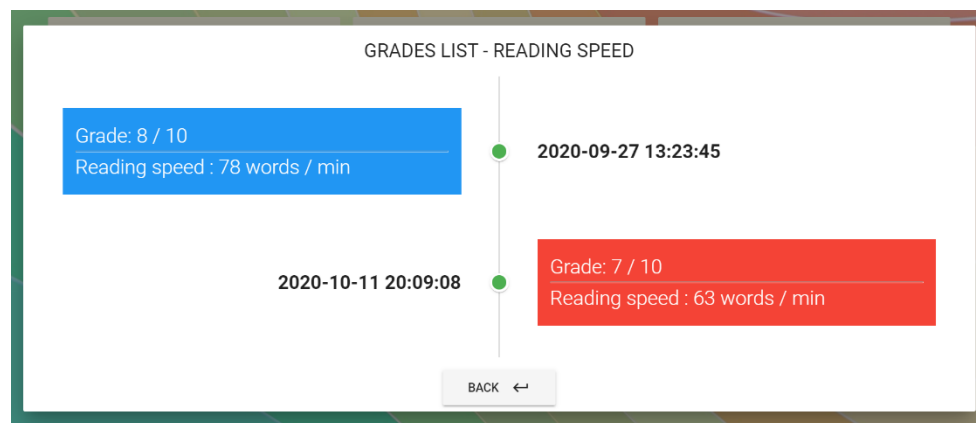 GRADES LIST - READING SPEED
Grade: 8 / 10
Reading speed : 78 words / min
2020-09-27 13:23:45
2020-10-11 20:09:08
Grade: 7 / 10
Reading speed : 63 words / min
BACK